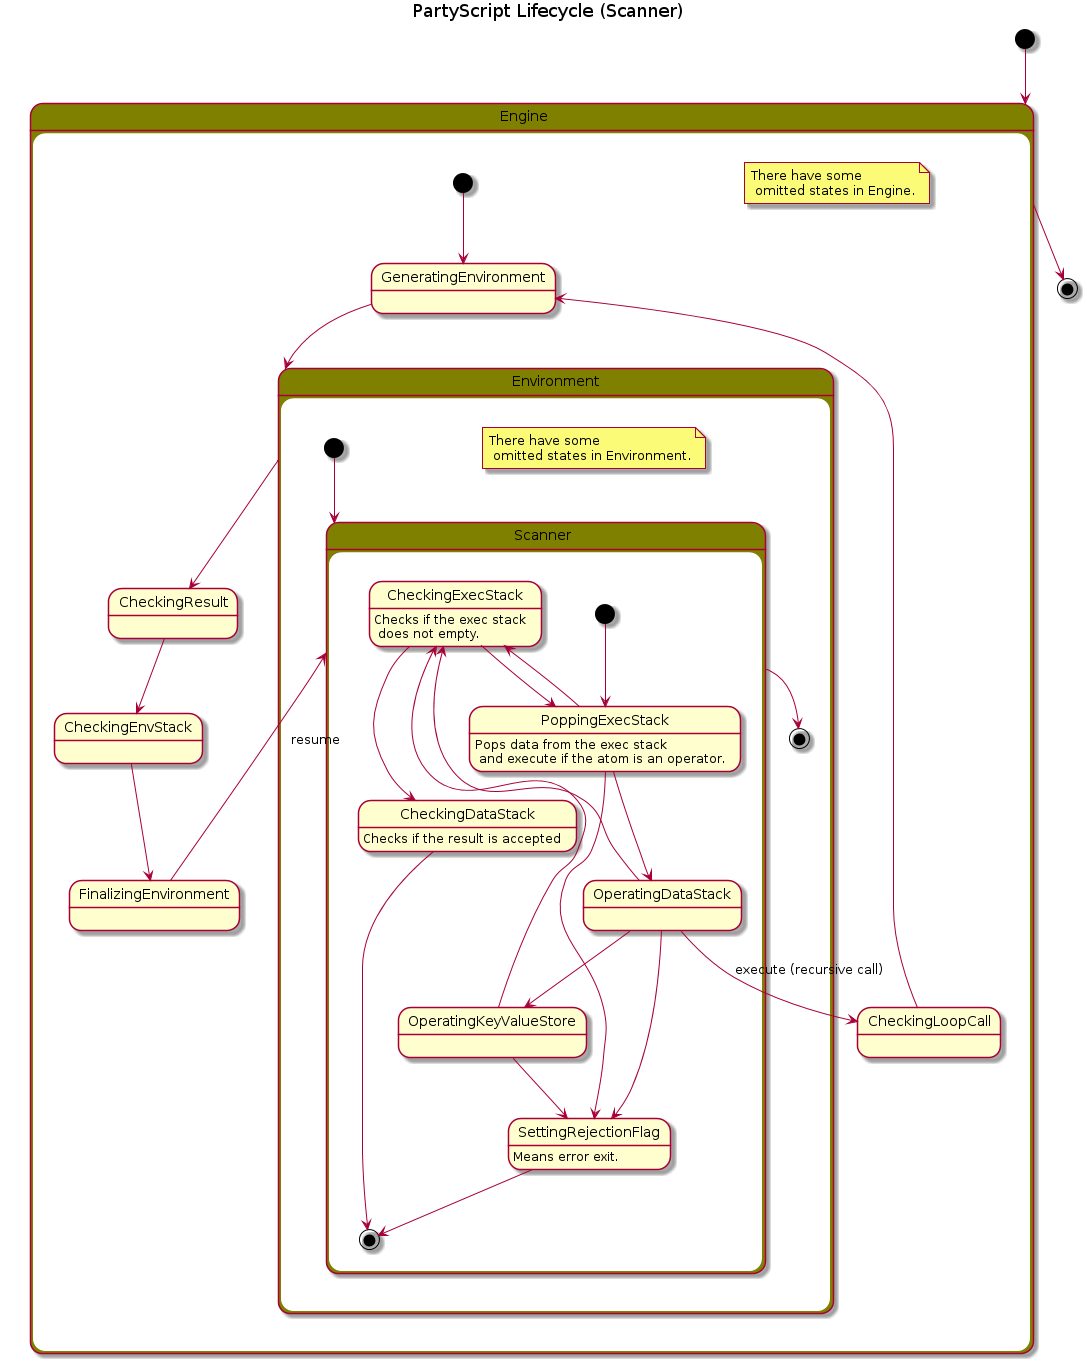 PartyScript Lifecycle (Scanner)
Engine
There have some
omitted states in Engine.
GeneratingEnvironment
Environment
There have some
omitted states in Environment.
Scanner
CheckingExecStack
Checks if the exec stack
does not empty.
CheckingResult
PoppingExecStack
Pops data from the exec stack
and execute if the atom is an operator.
CheckingEnvStack
resume
CheckingDataStack
Checks if the result is accepted
FinalizingEnvironment
OperatingDataStack
execute (recursive call)
OperatingKeyValueStore
CheckingLoopCall
SettingRejectionFlag
Means error exit.